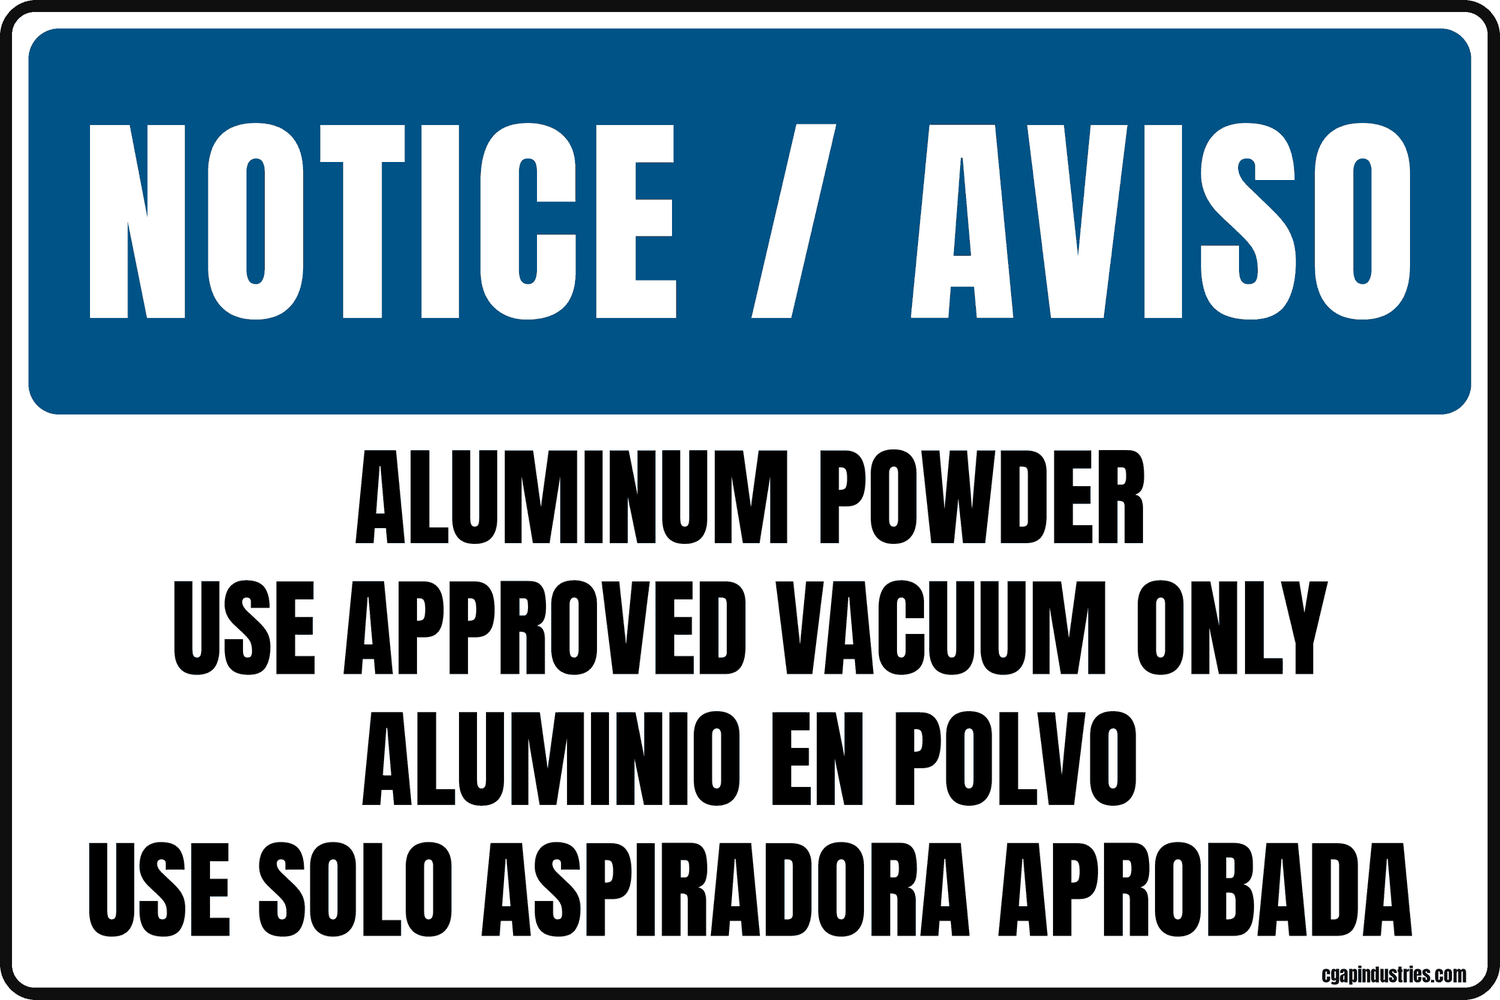 NOTICE / AVISO
ALUMINUM POWDER
USE APPROVED VACUUM ONLY
ALUMINIO EN POLVO
USE SOLO ASPIRADORA APROBADA
cgapindustries.com